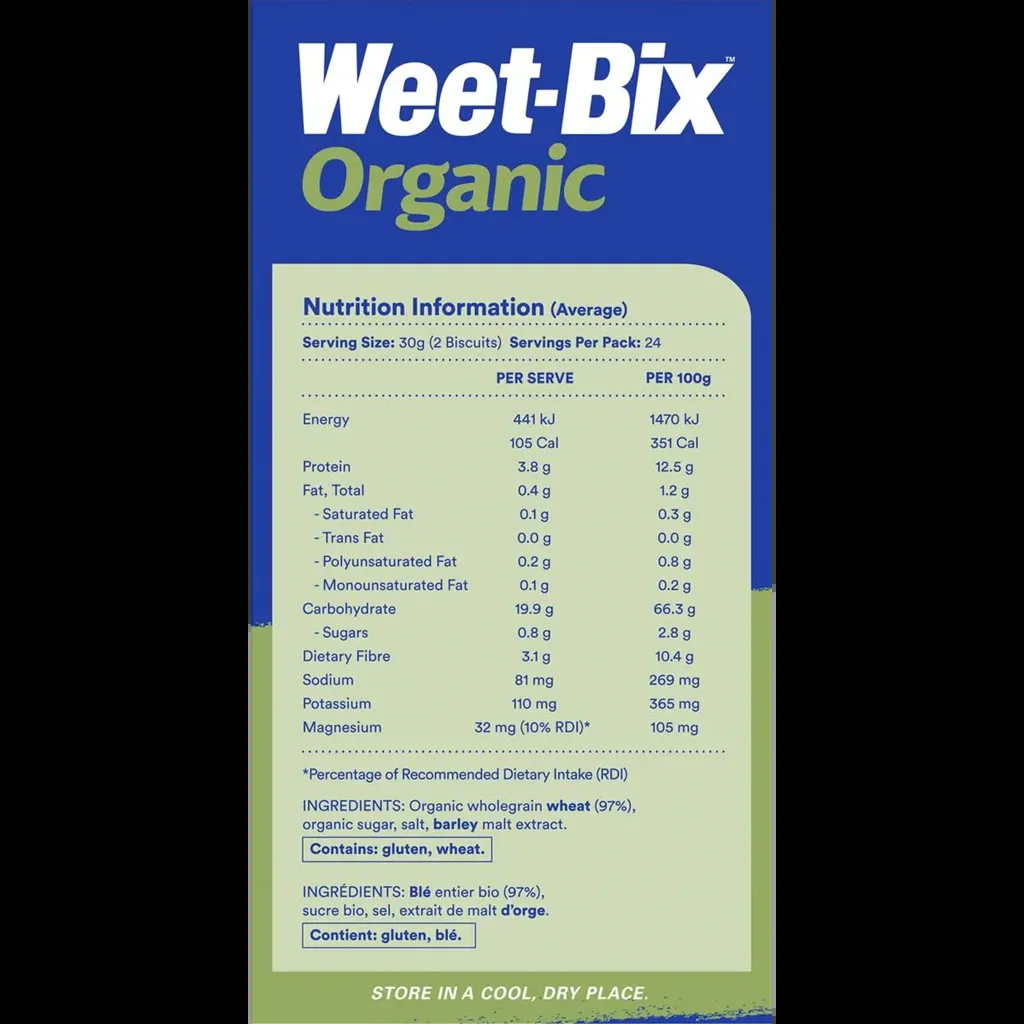 Weet-Bix™
Organic
Nutrition Information (Average)
Serving Size: 30g (2 Biscuits) Servings Per Pack: 24
PER SERVE PER 100g
Energy 441 kJ 1470 kJ
105 Cal 351 Cal
Protein 3.8 g 12.5 g
Fat, Total 0.4 g 1.2 g
- Saturated Fat 0.1 g 0.3 g
- Trans Fat 0.0 g 0.0 g
- Polyunsaturated Fat 0.2 g 0.8 g
- Monounsaturated Fat 0.1 g 0.2 g
Carbohydrate 19.9 g 66.3 g
- Sugars 0.8 g 2.8 g
Dietary Fibre 3.1 g 10.4 g
Sodium 81 mg 269 mg
Potassium 110 mg 365 mg
Magnesium 32 mg (10% RDI)* 105 mg
*Percentage of Recommended Dietary Intake (RDI)
INGREDIENTS: Organic wholegrain wheat (97%),
organic sugar, salt, barley malt extract.
Contains: gluten, wheat.
INGRÉDIENTS: Blé entier bio (97%),
sucre bio, sel, extrait de malt d'orge.
Contient: gluten, blé.
STORE IN A COOL, DRY PLACE.